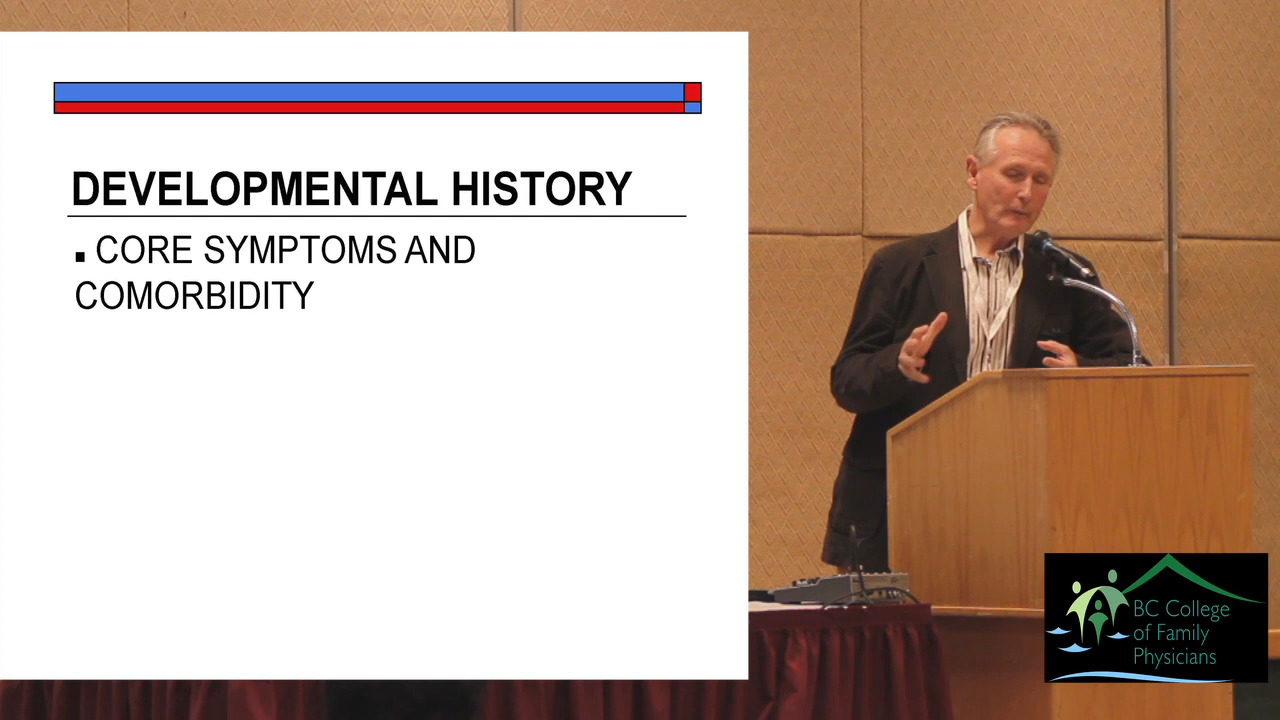 DEVELOPMENTAL HISTORY
▪ CORE SYMPTOMS AND
COMORBIDITY
BC College
of Family
Physicians